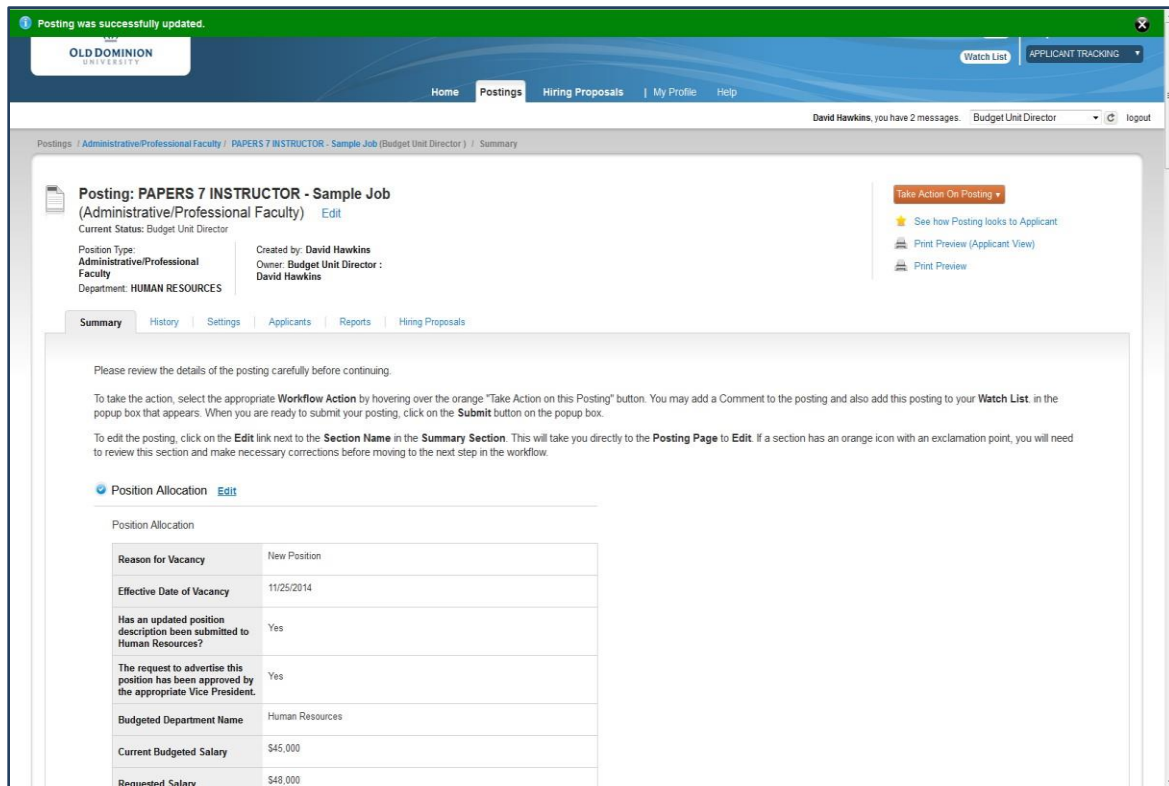 Posting was successfully updated.
OLD DOMINION
UNIVERSITY
Watch List
APPLICANT TRACKING
Home Postings Hiring Proposals | My Profile Help
David Hawkins, you have 2 messages. Budget Unit Director logout
Postings / Administrative/Professional Faculty / PAPERS 7 INSTRUCTOR - Sample Job (Budget Unit Director ) / Summary
Posting: PAPERS 7 INSTRUCTOR - Sample Job
(Administrative/Professional Faculty) Edit
Current Status: Budget Unit Director
Position Type:
Administrative/Professional
Faculty
Department: HUMAN RESOURCES
Created by: David Hawkins
Owner: Budget Unit Director :
David Hawkins
Take Action On Posting
See how Posting looks to Applicant
Print Preview (Applicant View)
Print Preview
Summary History Settings Applicants Reports Hiring Proposals
Please review the details of the posting carefully before continuing.
To take the action, select the appropriate Workflow Action by hovering over the orange "Take Action on this Posting" button. You may add a Comment to the posting and also add this posting to your Watch List. in the
popup box that appears. When you are ready to submit your posting, click on the Submit button on the popup box.
To edit the posting, click on the Edit link next to the Section Name in the Summary Section. This will take you directly to the Posting Page to Edit. If a section has an orange icon with an exclamation point, you will need
to review this section and make necessary corrections before moving to the next step in the workflow.
Position Allocation Edit
Position Allocation
Reason for Vacancy New Position
Effective Date of Vacancy 11/25/2014
Has an updated position
description been submitted to
Human Resources?
Yes
The request to advertise this
position has been approved by
the appropriate Vice President.
Yes
Budgeted Department Name Human Resources
Current Budgeted Salary $45,000
Requested Salary $48,000